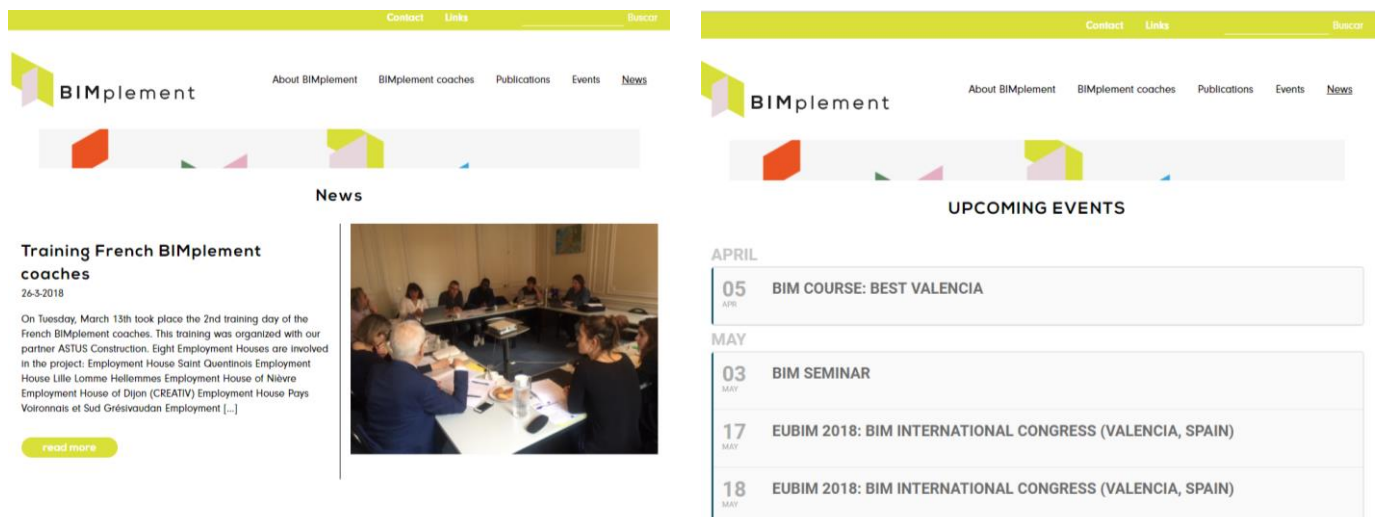 Contact Links Buscar
BIMplement
About BIMplement BIMplement coaches Publications Events News
News
Training French BIMplement
coaches
26-3-2018
On Tuesday, March 13th took place the 2nd training day of the
French BIMplement coaches. This training was organized with our
partner ASTUS Construction. Eight Employment Houses are involved
in the project: Employment House Saint Quentinois Employment
House Lille Lomme Hellemmes Employment House of Nièvre
Employment House of Dijon (CREATIV) Employment House Pays
Voironnais et Sud Grésivaudan Employment [...]
read more
Contact Links Buscar
BIMplement
About BIMplement BIMplement coaches Publications Events News
UPCOMING EVENTS
APRIL
05 BIM COURSE: BEST VALENCIA
APR
MAY
03 BIM SEMINAR
MAY
17 EUBIM 2018: BIM INTERNATIONAL CONGRESS (VALENCIA, SPAIN)
MAY
18 EUBIM 2018: BIM INTERNATIONAL CONGRESS (VALENCIA, SPAIN)
MAY